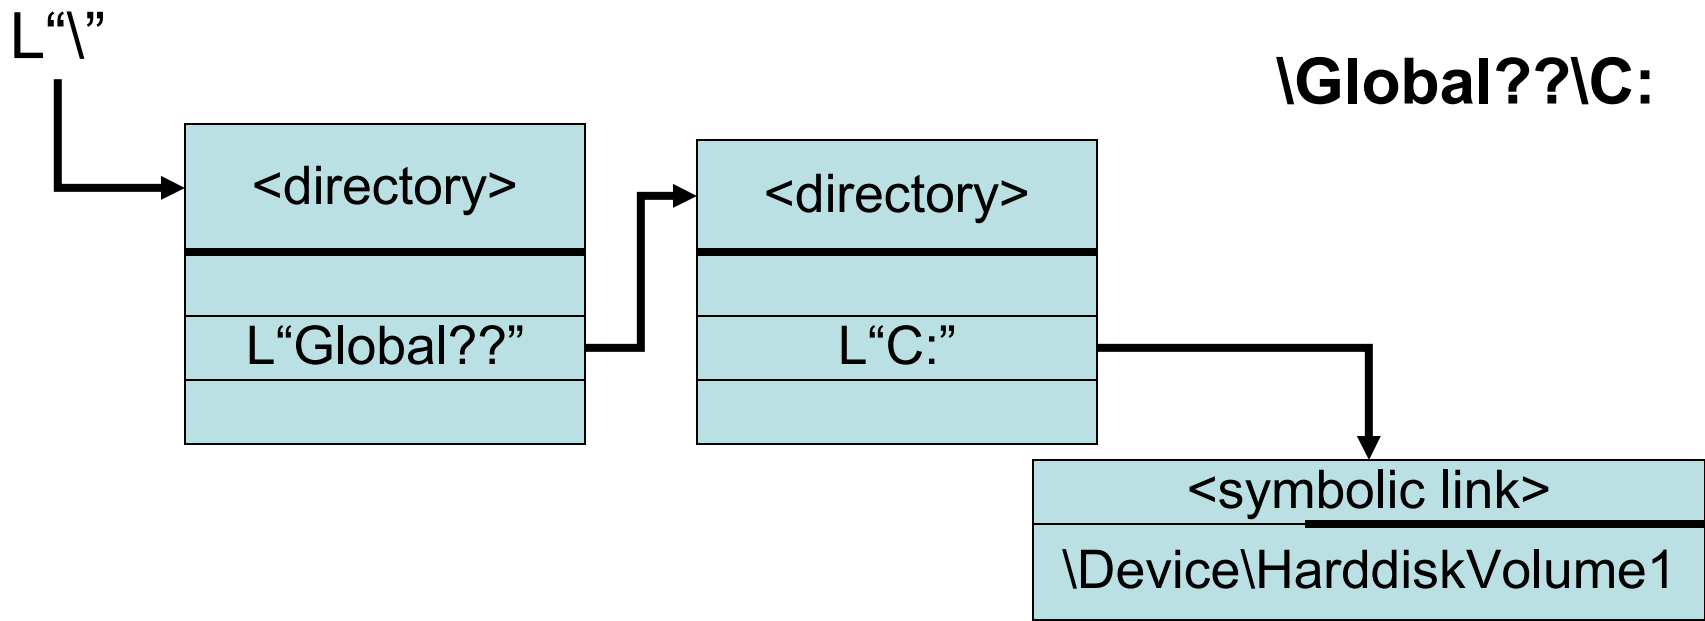 L“\”
\Global??\C:
<directory>
<directory>
L“Global??”
L“C:”
<symbolic link>
\Device\HarddiskVolume1